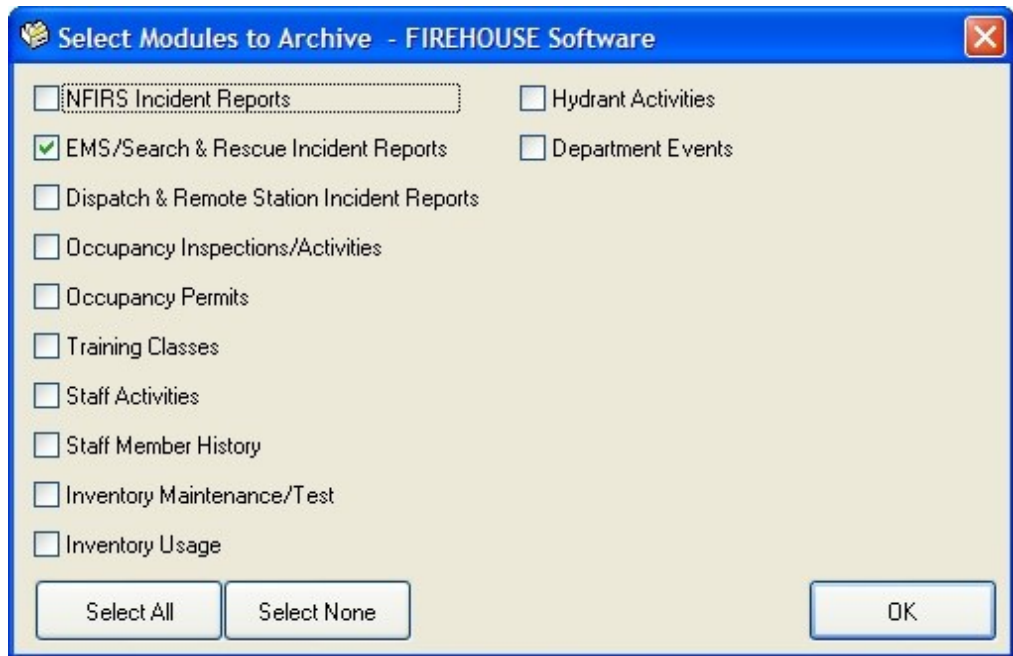 Select Modules to Archive - FIREHOUSE Software
NFIRS Incident Reports
EMS/Search & Rescue Incident Reports
Dispatch & Remote Station Incident Reports
Occupancy Inspections/Activities
Occupancy Permits
Training Classes
Staff Activities
Staff Member History
Inventory Maintenance/Test
Inventory Usage
Hydrant Activities
Department Events
Select All
Select None
OK